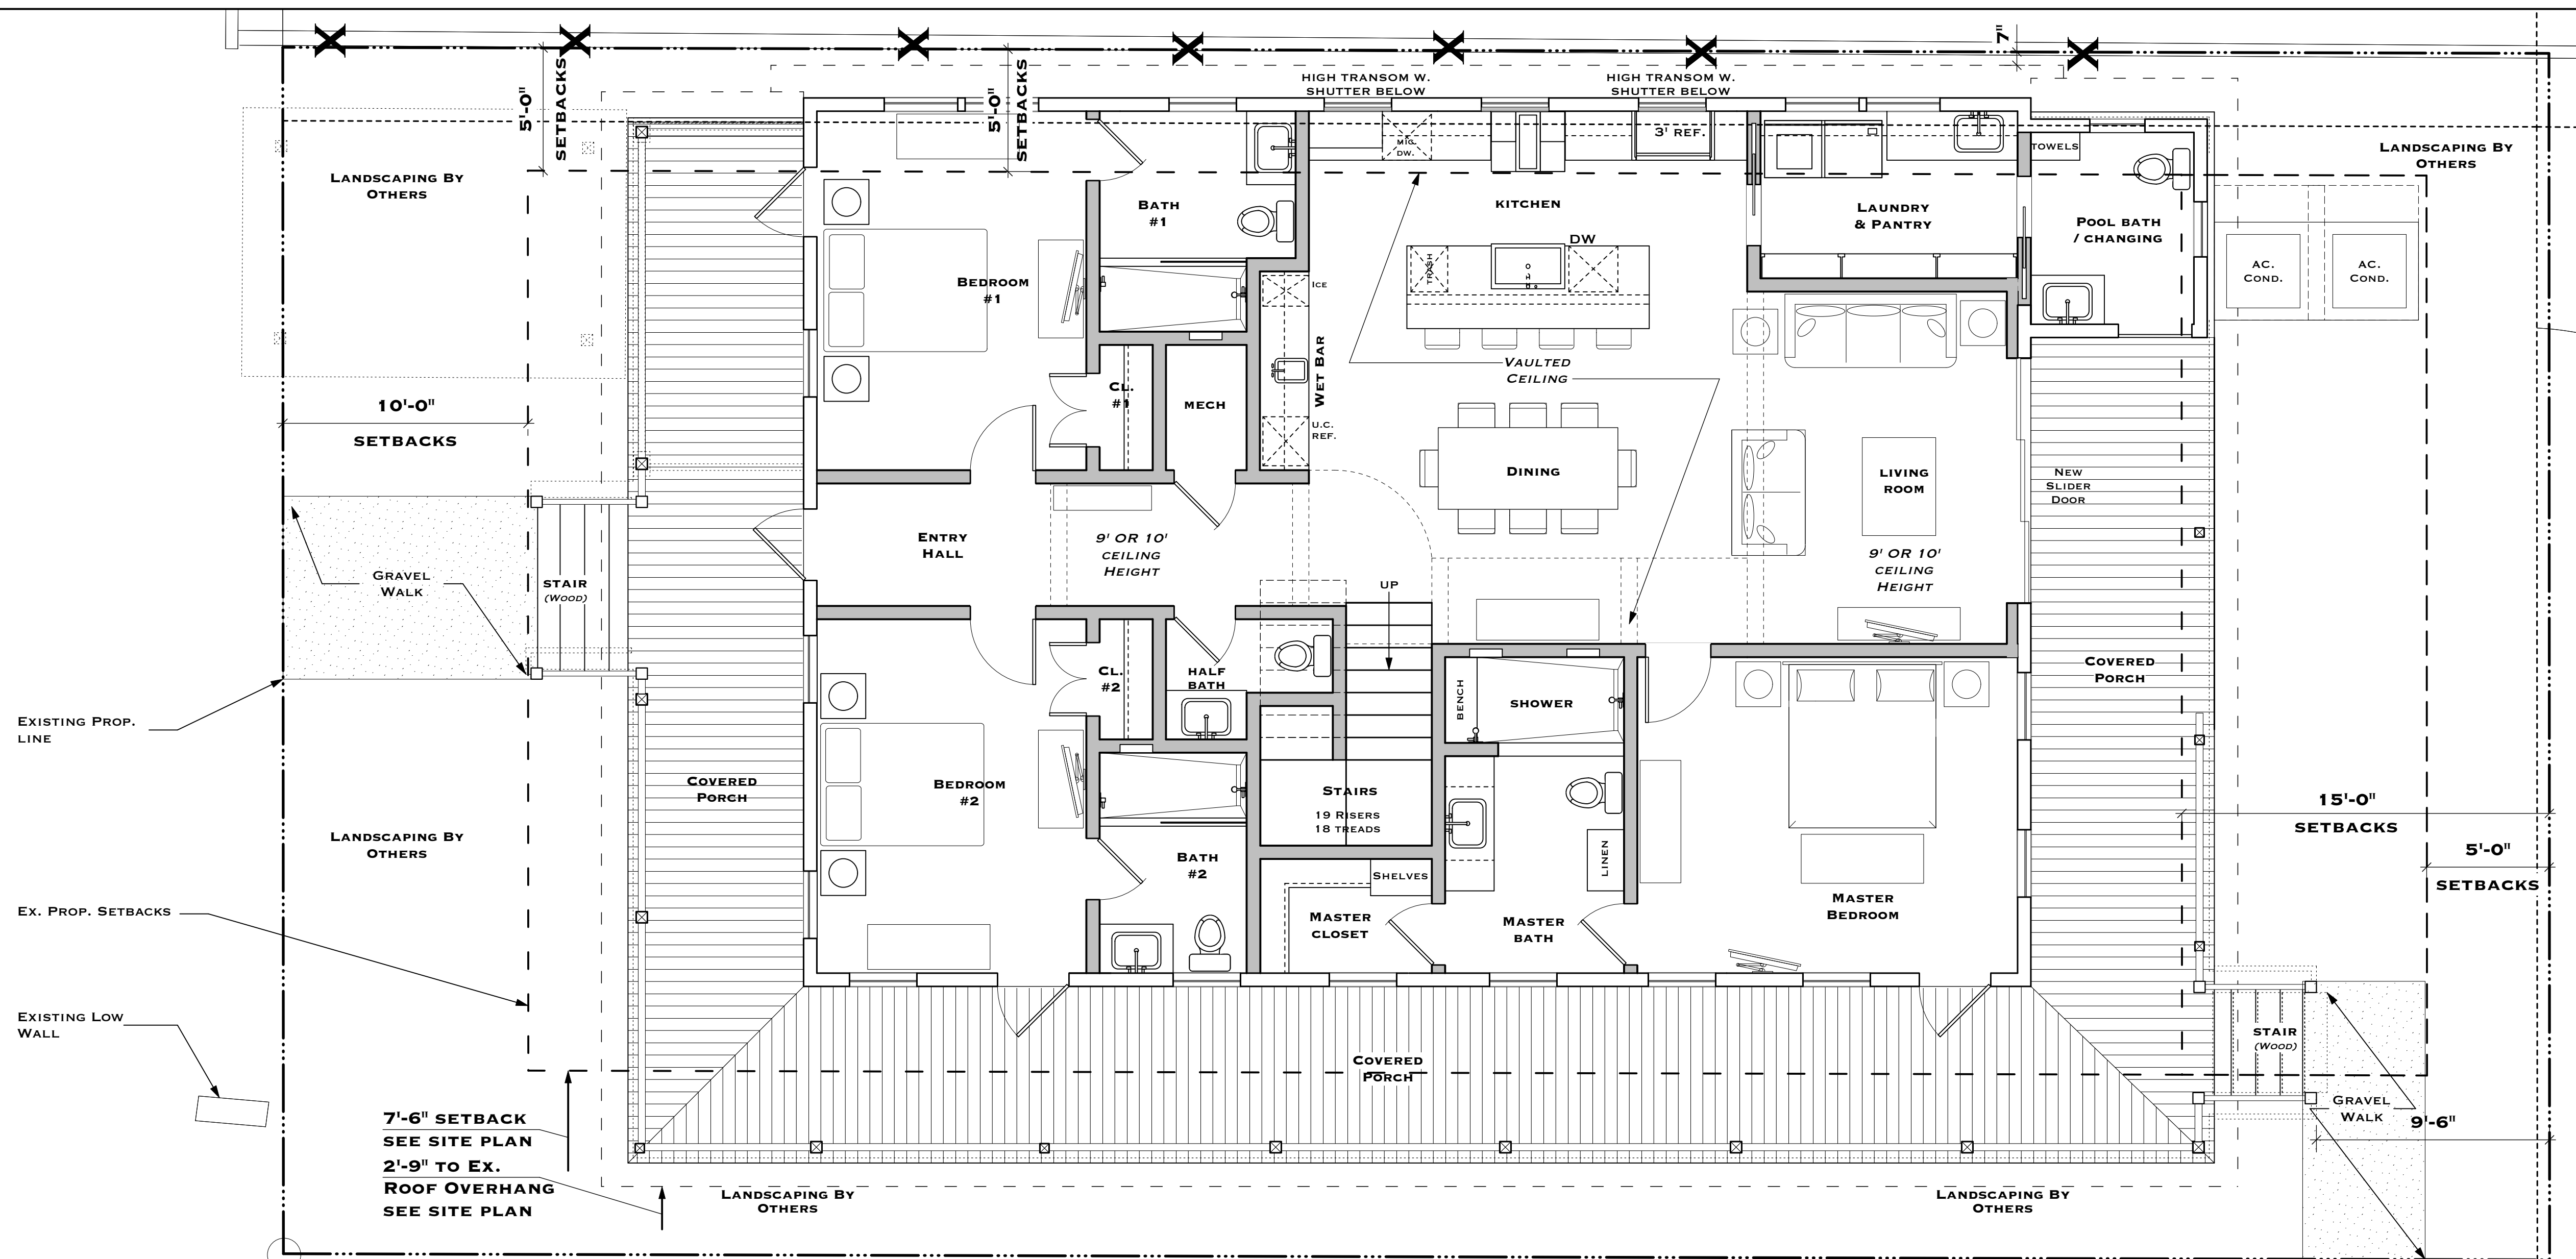 7"
5'-0"
SETBACKS
5'-0"
SETBACKS
HIGH TRANSOM W.
SHUTTER BELOW
HIGH TRANSOM W.
SHUTTER BELOW
LANDSCAPING BY
OTHERS
LANDSCAPING BY
OTHERS
MIC.
DW.
3' REF.
TOWELS
BATH
#1
KITCHEN
LAUNDRY
& PANTRY
POOL BATH
/ CHANGING
DW
TRASH
AC.
COND.
AC.
COND.
BEDROOM
#1
ICE
WET BAR
U.C.
REF.
VAULTED
CEILING
CL.
#1
MECH
10'-0"
SETBACKS
DINING
LIVING
ROOM
NEW
SLIDER
DOOR
ENTRY
HALL
9' OR 10'
CEILING
HEIGHT
9' OR 10'
CEILING
HEIGHT
GRAVEL
WALK
STAIR
(WOOD)
UP
CL.
#2
HALF
BATH
BENCH
SHOWER
COVERED
PORCH
EXISTING PROP.
LINE
COVERED
PORCH
BEDROOM
#2
STAIRS
19 RISERS
18 TREADS
15'-0"
SETBACKS
5'-0"
SETBACKS
LANDSCAPING BY
OTHERS
BATH
#2
SHELVES
LINEN
MASTER
CLOSET
MASTER
BATH
MASTER
BEDROOM
EX. PROP. SETBACKS
EXISTING LOW
WALL
STAIR
(WOOD)
COVERED
PORCH
GRAVEL
WALK
9'-6"
7'-6" SETBACK
SEE SITE PLAN
2'-9" TO EX.
ROOF OVERHANG
SEE SITE PLAN
LANDSCAPING BY
OTHERS
LANDSCAPING BY
OTHERS